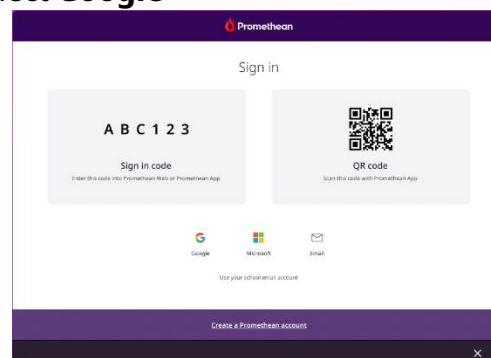 Promethean
Sign in
A B C 1 2 3
Sign in code
Enter this code into Promethean Web or Promethean App
QR code
Scan this code with Promethean App
Google
Microsoft
Email
Use your school email account
Create a Promethean account